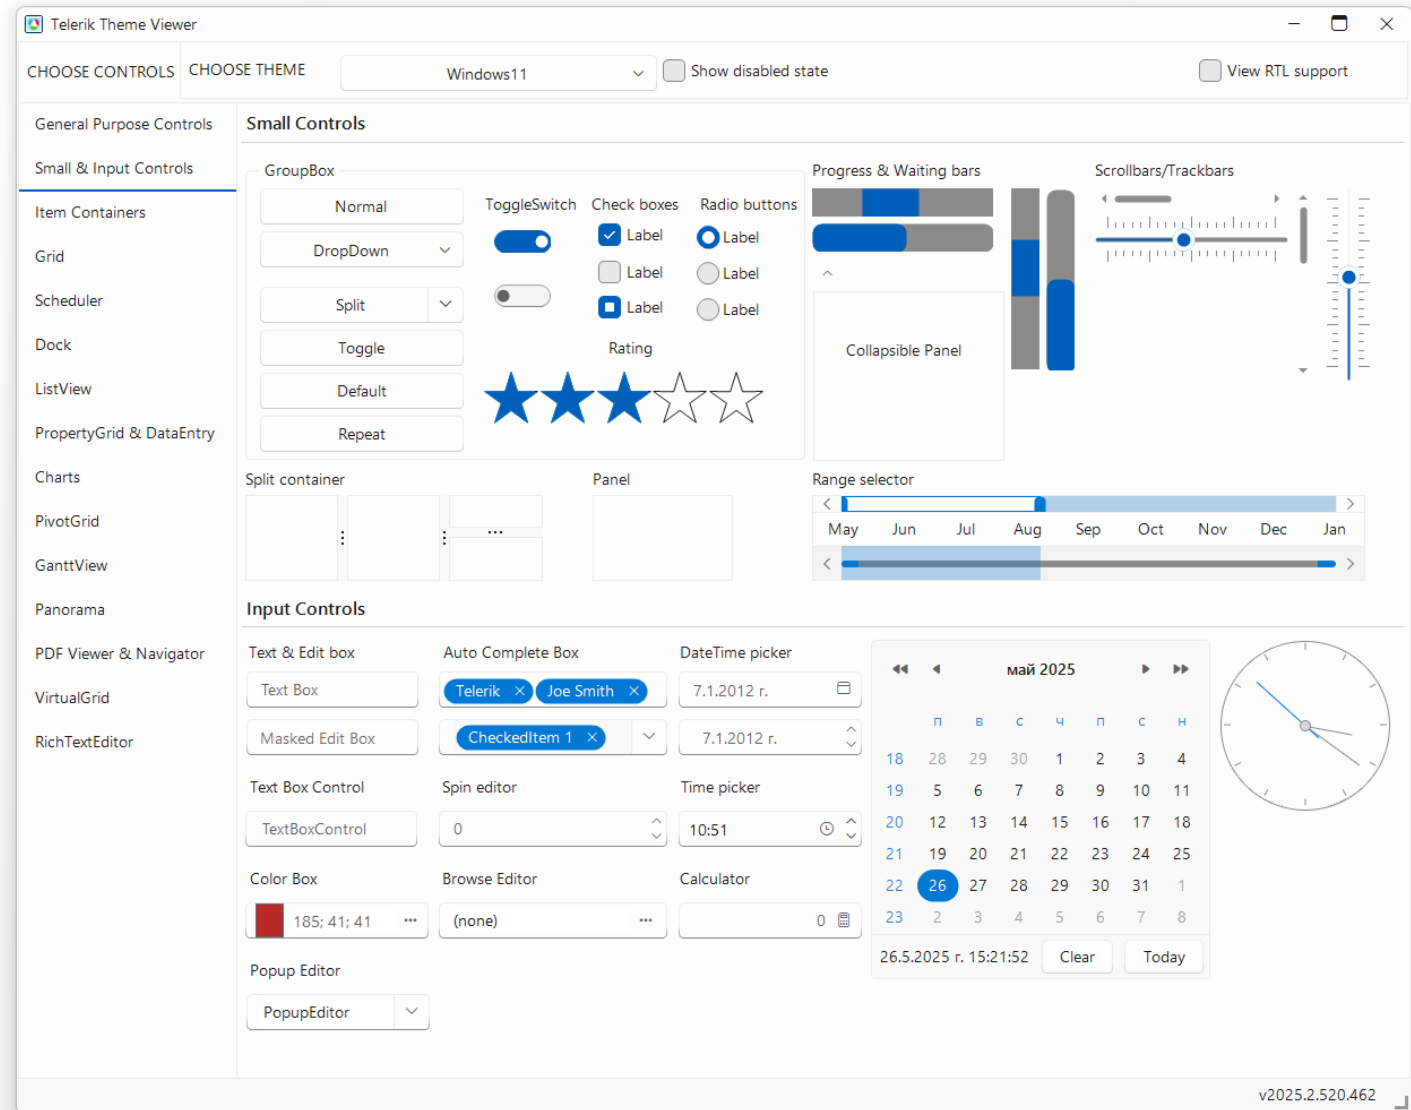 Telerik Theme Viewer
CHOOSE CONTROLS
CHOOSE THEME
Windows11
Show disabled state
View RTL support
General Purpose Controls
Small & Input Controls
Item Containers
Grid
Scheduler
Dock
ListView
PropertyGrid & DataEntry
Charts
PivotGrid
GanttView
Panorama
PDF Viewer & Navigator
VirtualGrid
RichTextEditor
Small Controls
GroupBox
Normal
DropDown
Split
Toggle
Default
Repeat
ToggleSwitch
Check boxes
Label
Label
Label
Radio buttons
Label
Label
Label
Rating
Progress & Waiting bars
Collapsible Panel
Scrollbars/Trackbars
Split container
Panel
Range selector
May Jun Jul Aug Sep Oct Nov Dec Jan
Input Controls
Text & Edit box
Text Box
Masked Edit Box
Text Box Control
TextBoxControl
Color Box
185; 41; 41
Popup Editor
PopupEditor
Auto Complete Box
Telerik
Joe Smith
CheckedItem 1
Spin editor
0
Browse Editor
(none)
DateTime picker
7.1.2012 г.
7.1.2012 г.
Time picker
10:51
Calculator
0
май 2025
п в с ч п с н
18 28 29 30 1 2 3 4
19 5 6 7 8 9 10 11
20 12 13 14 15 16 17 18
21 19 20 21 22 23 24 25
22 26 27 28 29 30 31 1
23 2 3 4 5 6 7 8
26.5.2025 г. 15:21:52
Clear
Today
v2025.2.520.462